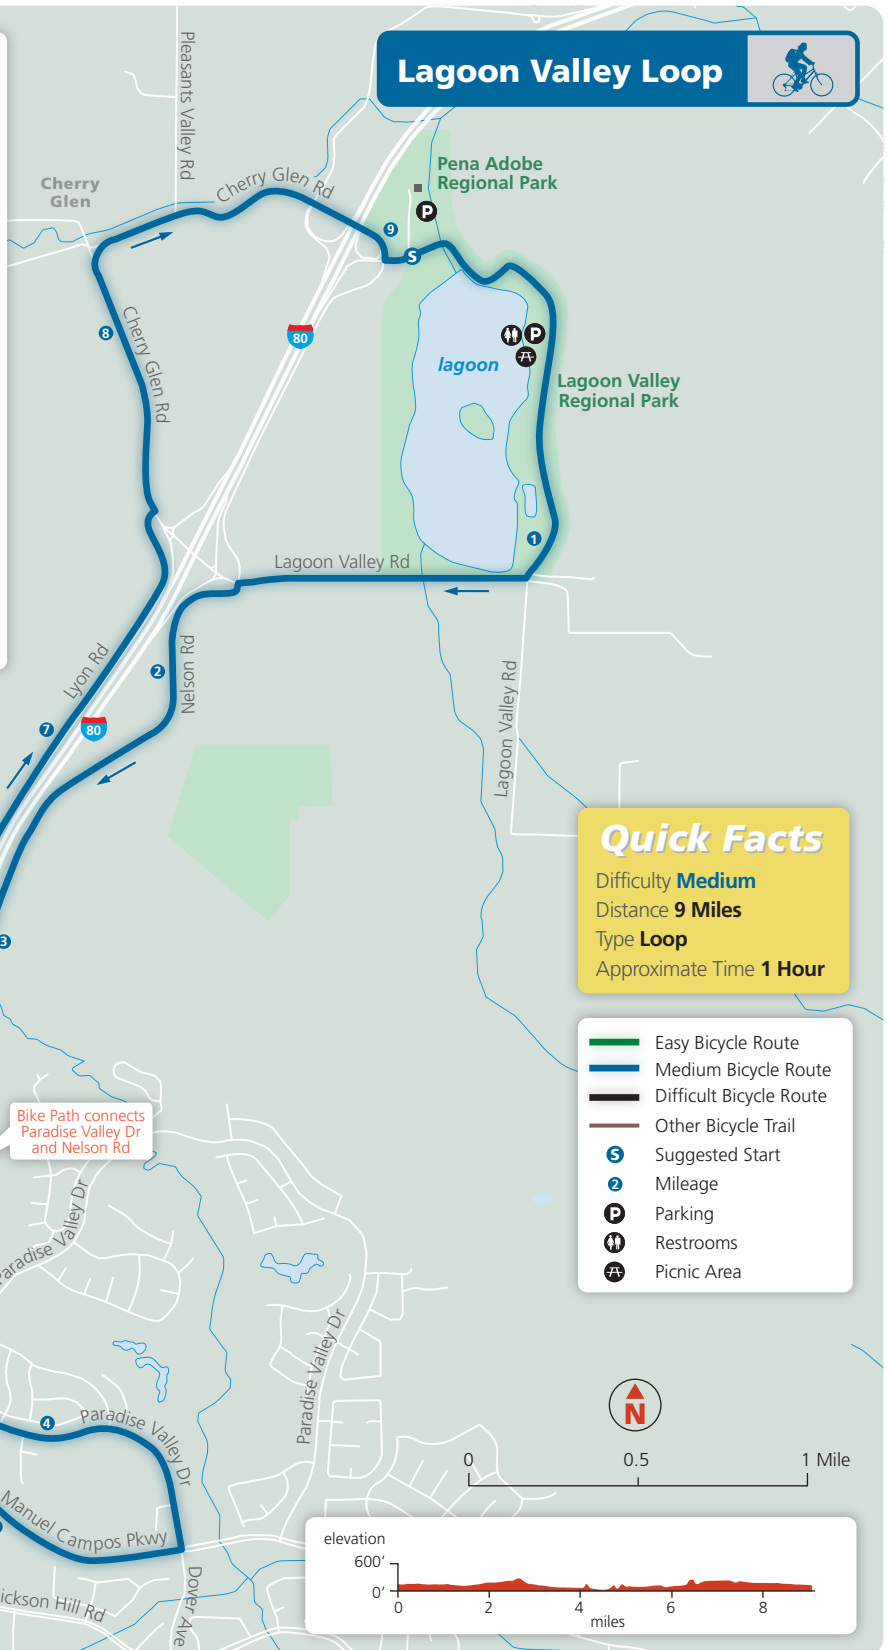 Lagoon Valley Loop
Pleasants Valley Rd
Cherry
Glen
Cherry Glen Rd
Pena Adobe
Regional Park
P
9
S
8
Cherry Glen Rd
80
P
lagoon
Lagoon Valley
Regional Park
1
Lagoon Valley Rd
Nelson Rd
2
Lyon Rd
7
80
Lagoon Valley Rd
3
Quick Facts
Difficulty Medium
Distance 9 Miles
Type Loop
Approximate Time 1 Hour
Easy Bicycle Route
Medium Bicycle Route
Difficult Bicycle Route
Other Bicycle Trail
S Suggested Start
2 Mileage
P Parking
Restrooms
Picnic Area
Bike Path connects
Paradise Valley Dr
and Nelson Rd
Paradise Valley Dr
Paradise Valley Dr
4
Paradise Valley Dr
Manuel Campos Pkwy
ickson Hill Rd
Dover Ave
N
0 0.5 1 Mile
elevation
600'
0'
0 2 4 6 8
miles